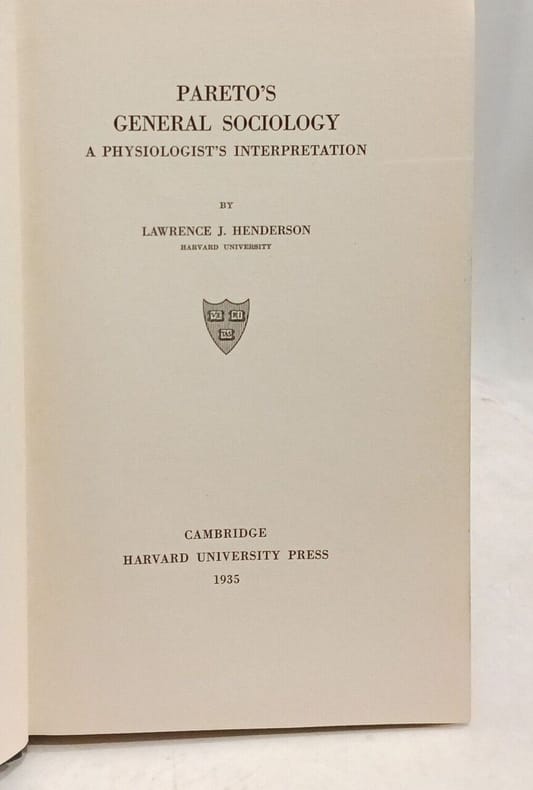 PARETO'S
GENERAL SOCIOLOGY
A PHYSIOLOGIST'S INTERPRETATION
BY
LAWRENCE J. HENDERSON
HARVARD UNIVERSITY
VE RI
TAS
CAMBRIDGE
HARVARD UNIVERSITY PRESS
1935